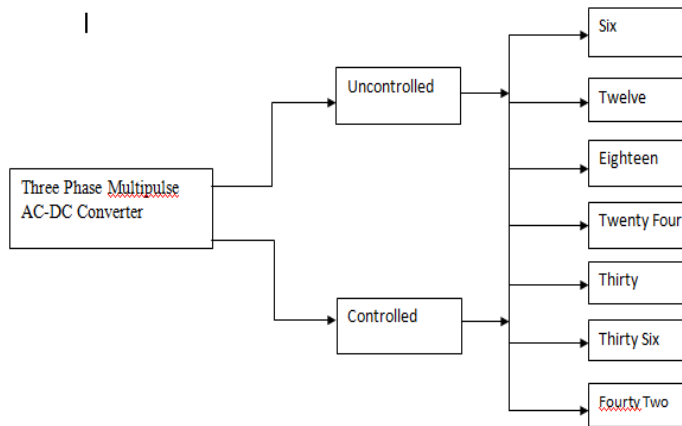 Three Phase Multipulse
AC-DC Converter
Uncontrolled
Controlled
Six
Twelve
Eighteen
Twenty Four
Thirty
Thirty Six
Fourty Two